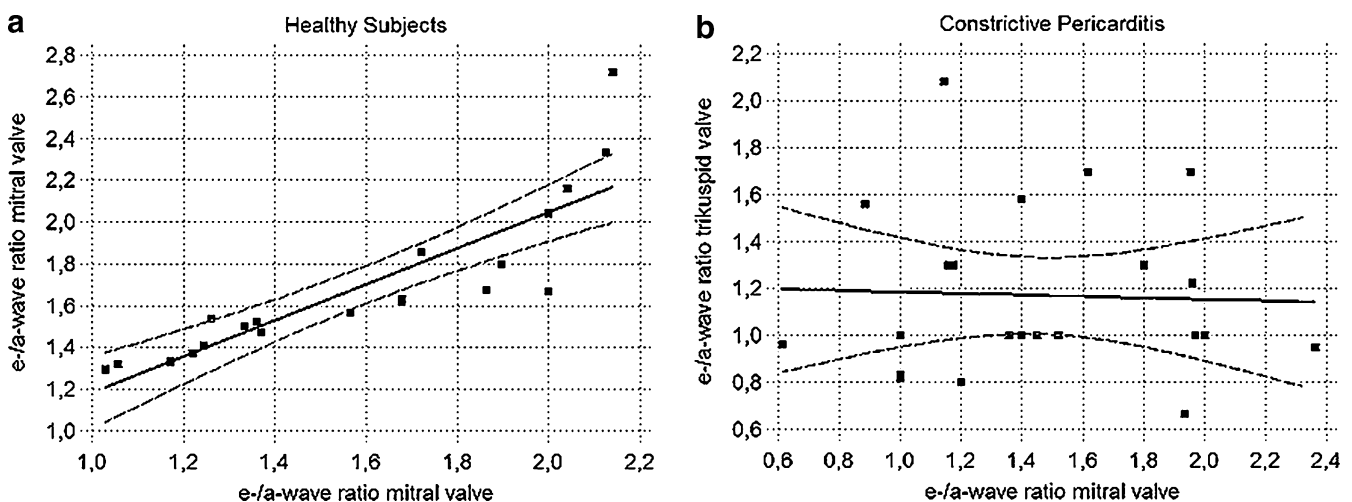 a
Healthy Subjects
e-/a-wave ratio mitral valve
2,8
2,6
2,4
2,2
2,0
1,8
1,6
1,4
1,2
1,0
1,0 1,2 1,4 1,6 1,8 2,0 2,2
e-/a-wave ratio mitral valve
b
Constrictive Pericarditis
e-/a-wave ratio trikuspid valve
2,2
2,0
1,8
1,6
1,4
1,2
1,0
0,8
0,6
0,6 0,8 1,0 1,2 1,4 1,6 1,8 2,0 2,2 2,4
e-/a-wave ratio mitral valve